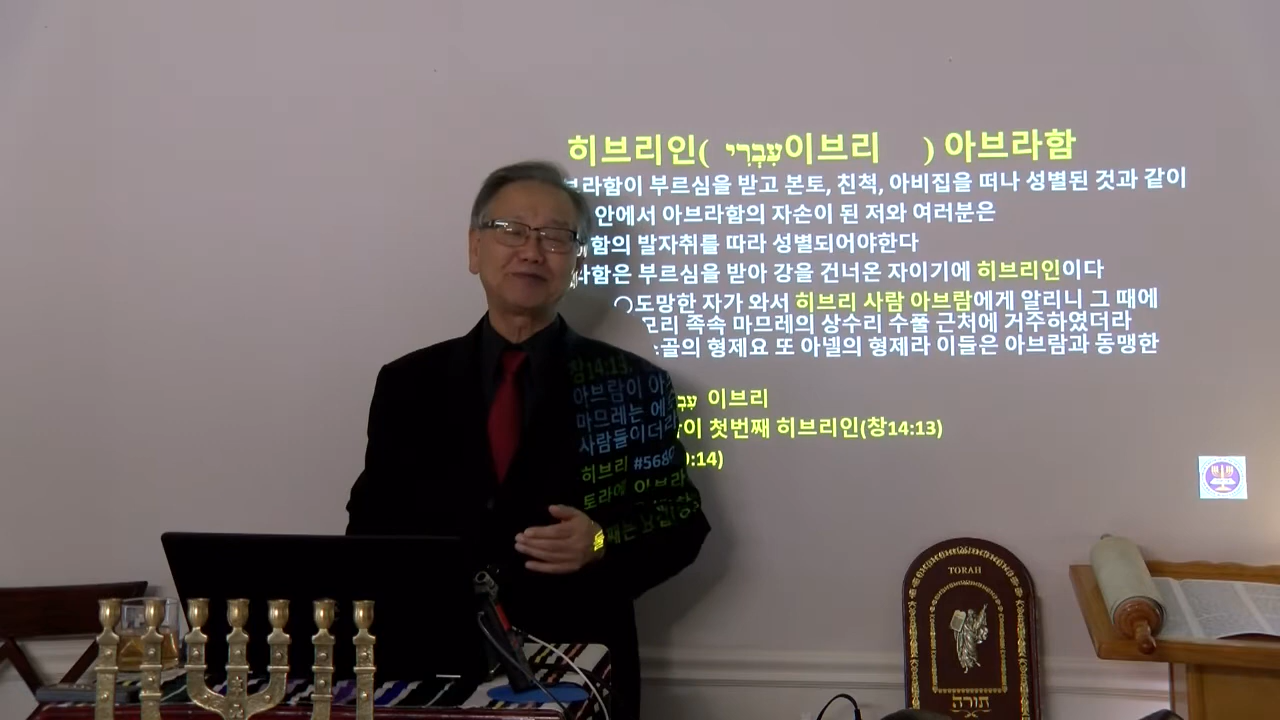 히브리인( עִבְרִי이브리 ) 아브라함
브라함이 부르심을 받고 본토, 친척, 아비집을 떠나 성별된 것과 같이
안에서 아브라함의 자손이 된 저와 여러분은
함의 발자취를 따라 성별되어야한다
라함은 부르심을 받아 강을 건너온 자이기에 히브리인이다
○도망한 자가 와서 히브리 사람 아브람에게 알리니 그 때에
모리 족속 마므레의 상수리 수풀 근처에 거주하였더라
골의 형제요 또 아넬의 형제라 이들은 아브람과 동맹한
창14:13,
아브람이 아
마므레는 에
사람들이더라
히브리 #5680 이브리
토라에 아브라 이 첫번째 히브리인(창14:13)
:14)
TORAH
תורה